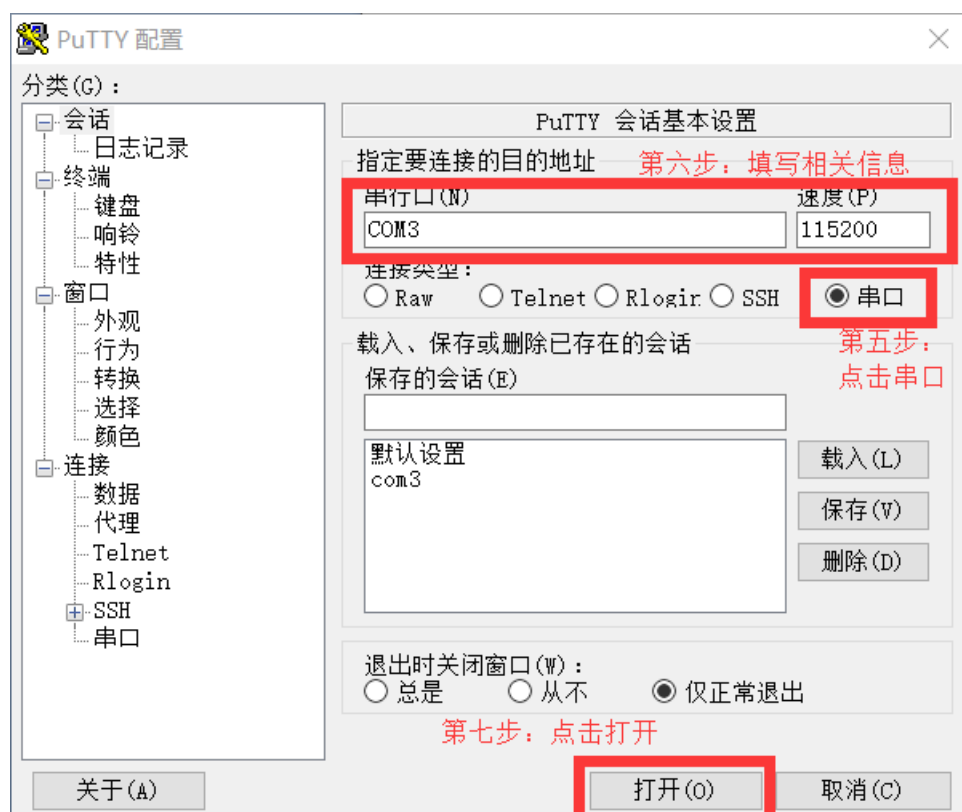 PuTTY 配置
分类(G):
会话
日志记录
终端
键盘
响铃
特性
窗口
外观
行为
转换
选择
颜色
连接
数据
代理
Telnet
Rlogin
SSH
串口
PuTTY 会话基本设置
指定要连接的目的地址
第六步：填写相关信息
串行口(N) 速度(P)
COM3 115200
连接类型:
Raw Telnet Rlogin SSH 串口
第五步：
点击串口
载入、保存或删除已存在的会话
保存的会话(E)
默认设置
com3
载入(L)
保存(V)
删除(D)
退出时关闭窗口(W):
总是 从不 仅正常退出
第七步：点击打开
关于(A) 打开(O) 取消(C)